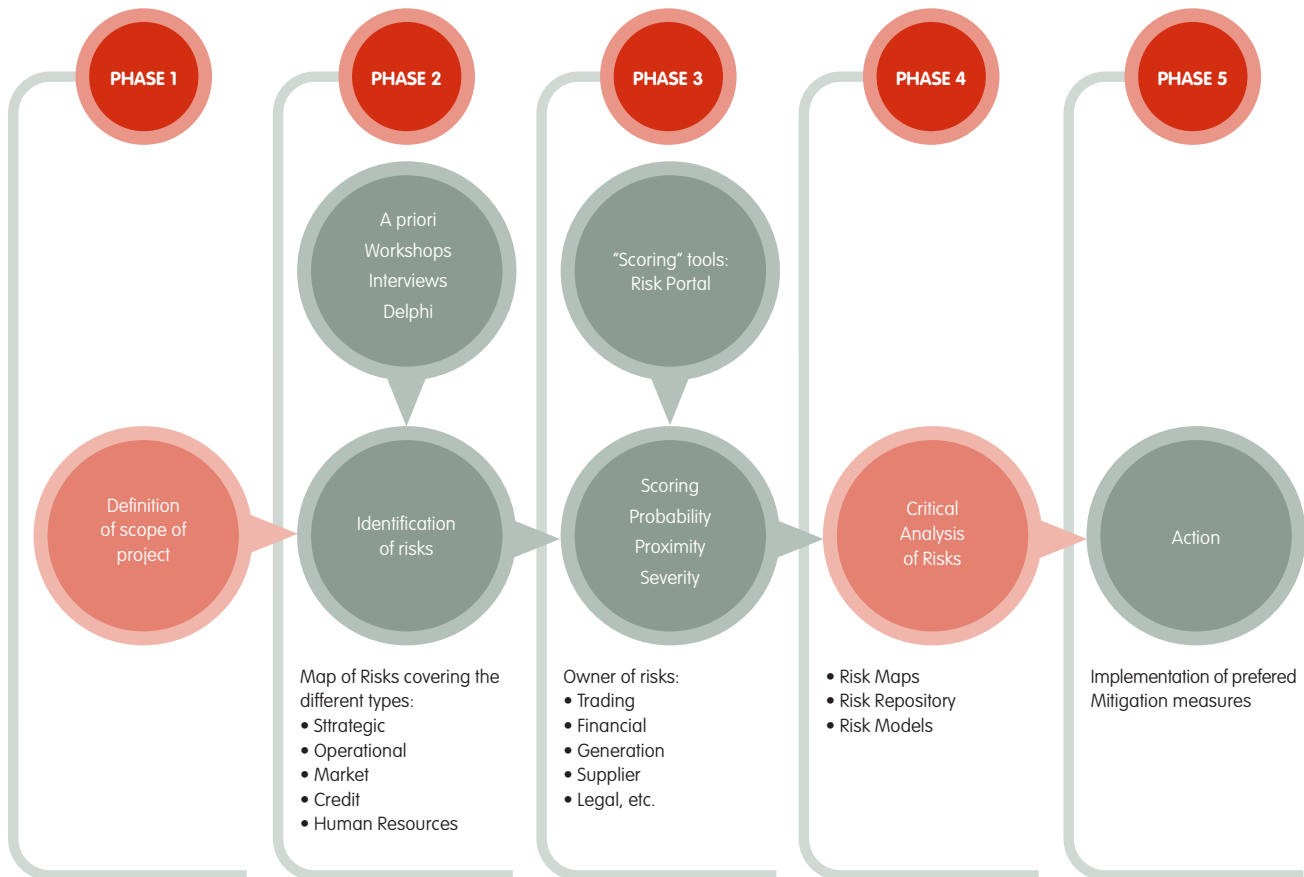 PHASE 1
PHASE 2
PHASE 3
PHASE 4
PHASE 5
A priori
Workshops
Interviews
Delphi
"Scoring" tools:
Risk Portal
Definition
of scope of
project
Identification
of risks
Scoring
Probability
Proximity
Severity
Critical
Analysis
of Risks
Action
Map of Risks covering the
different types:
• Sttrategic
• Operational
• Market
• Credit
• Human Resources
Owner of risks:
• Trading
• Financial
• Generation
• Supplier
• Legal, etc.
• Risk Maps
• Risk Repository
• Risk Models
Implementation of prefered
Mitigation measures